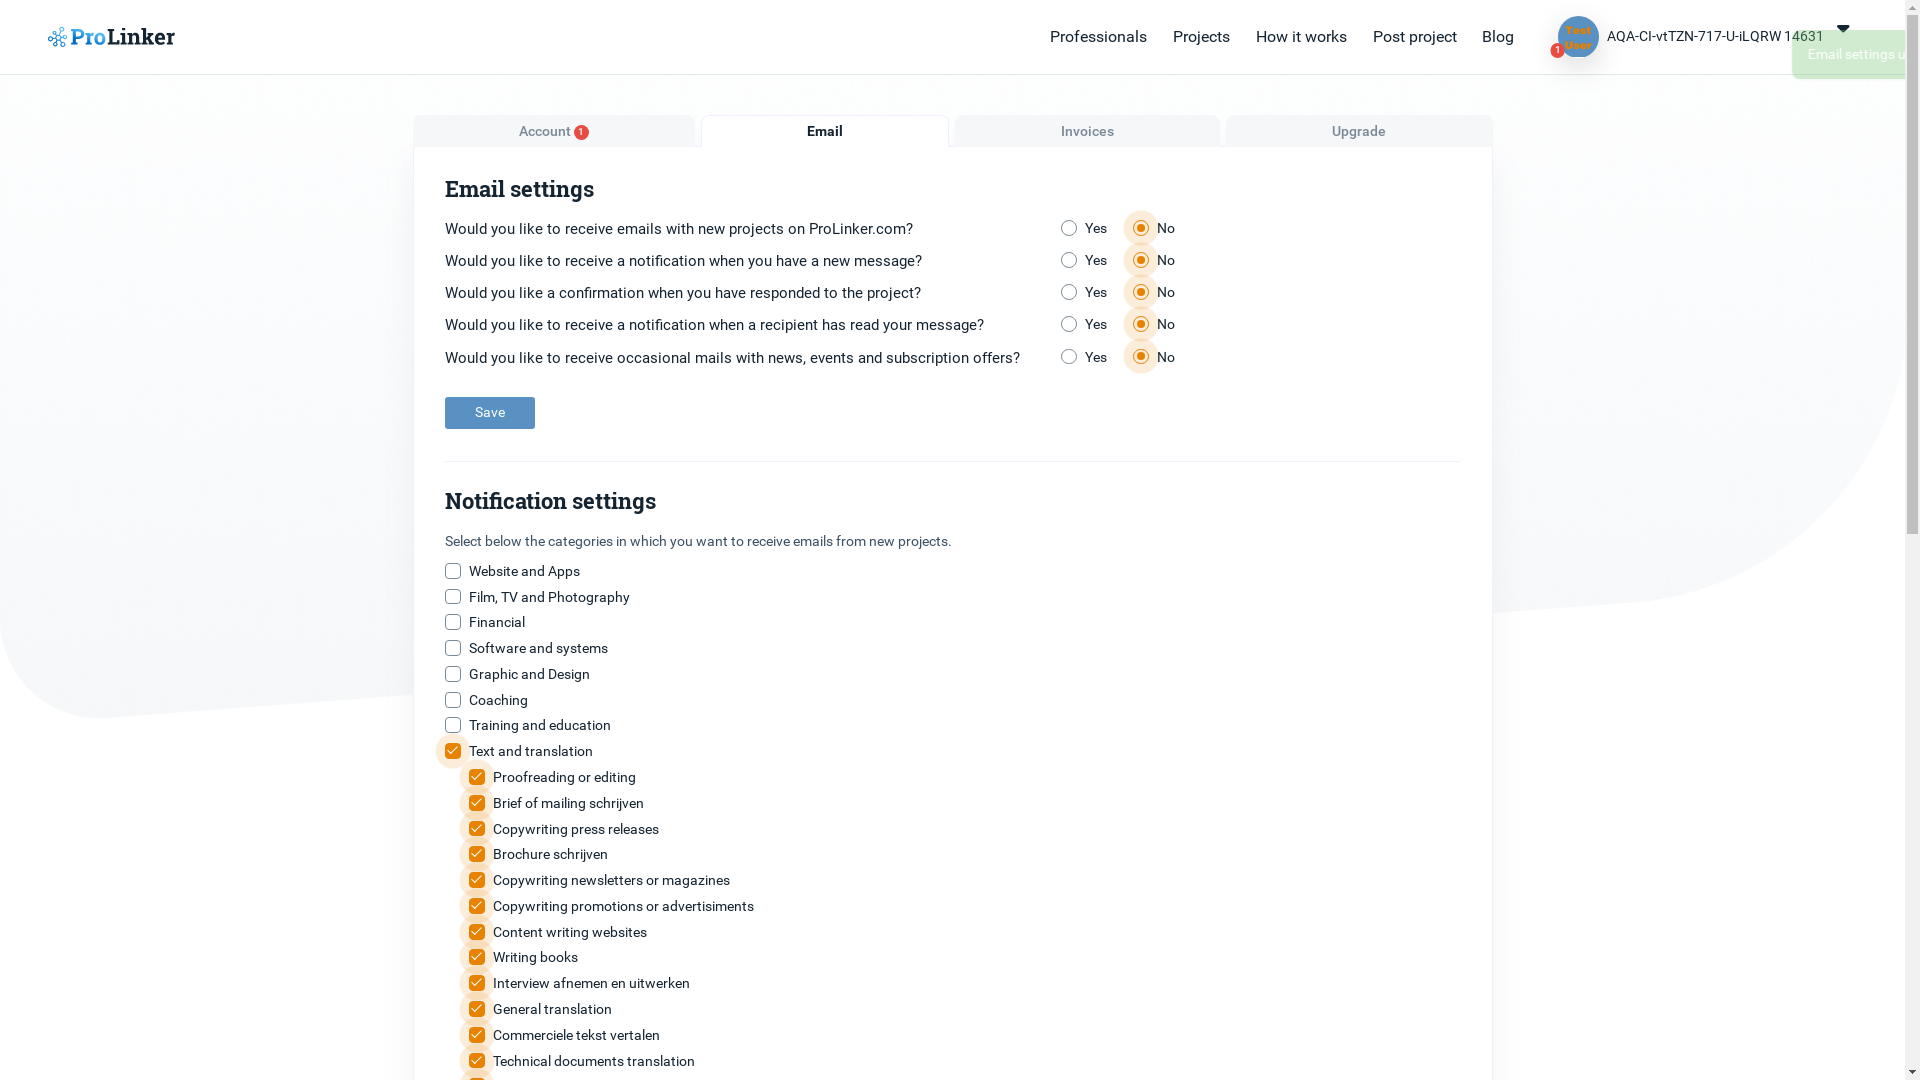 ProLinker
Professionals Projects How it works Post project Blog
Test
User
1
AQA-CI-vtTZN-717-U-iLQRW 14631
Email settings
Account 1 Email Invoices Upgrade
Email settings
Would you like to receive emails with new projects on ProLinker.com? Yes No
Would you like to receive a notification when you have a new message? Yes No
Would you like a confirmation when you have responded to the project? Yes No
Would you like to receive a notification when a recipient has read your message? Yes No
Would you like to receive occasional mails with news, events and subscription offers? Yes No
Save
Notification settings
Select below the categories in which you want to receive emails from new projects.
Website and Apps
Film, TV and Photography
Financial
Software and systems
Graphic and Design
Coaching
Training and education
Text and translation
Proofreading or editing
Brief of mailing schrijven
Copywriting press releases
Brochure schrijven
Copywriting newsletters or magazines
Copywriting promotions or advertisiments
Content writing websites
Writing books
Interview afnemen en uitwerken
General translation
Commerciele tekst vertalen
Technical documents translation